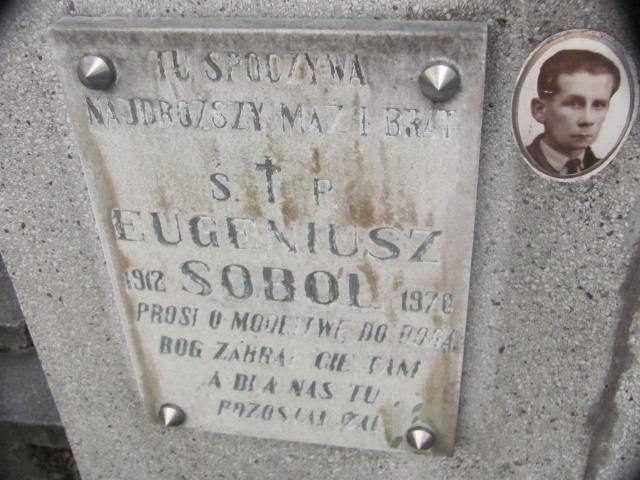 TU SPOCZYWA
NAJDROŻSZY MĄŻ I BRAT
Ś. † P.
EUGENIUSZ
1912 SOBOL 1978
PROSI O MODLITWĘ DO BOGA
BÓG ZABRAŁ CIĘ TAM
A DLA NAS TU
POZOSTAŁ ŻAL